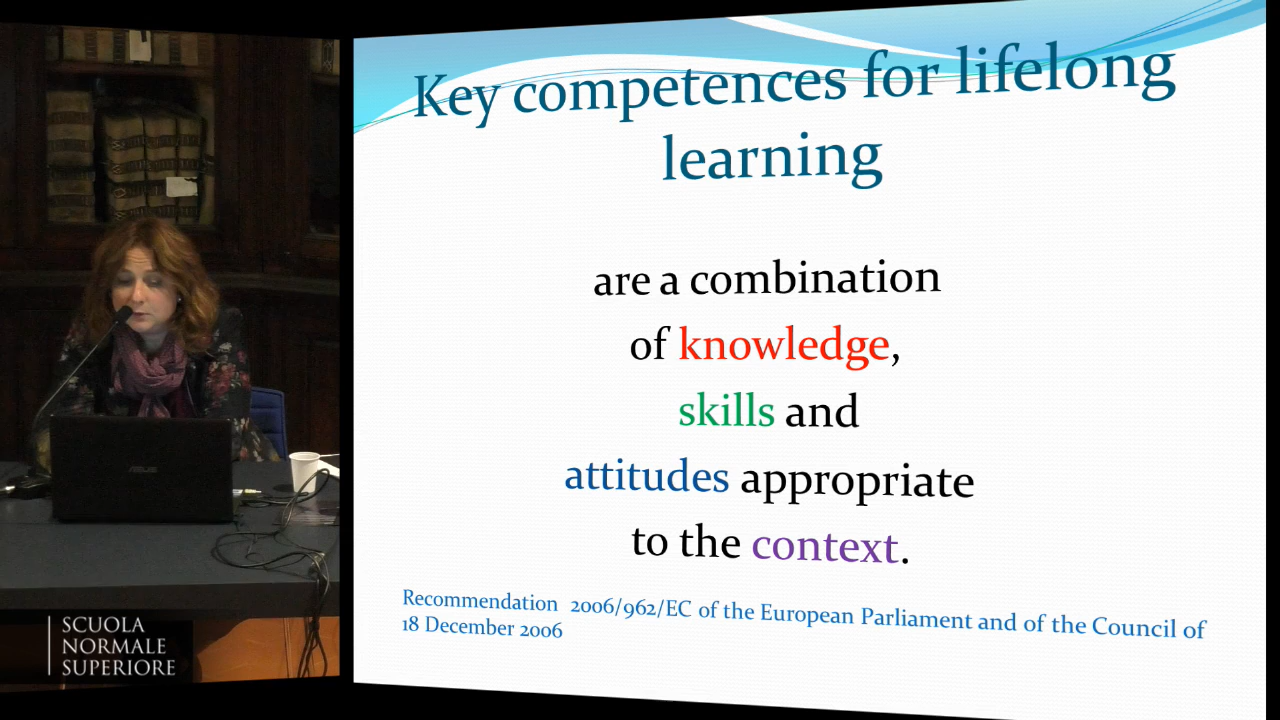 Key competences for lifelong
learning
are a combination
of knowledge,
skills and
attitudes appropriate
to the context.
Recommendation 2006/962/EC of the European Parliament and of the Council of
18 December 2006
ASUS
SCUOLA
NORMALE
SUPERIORE